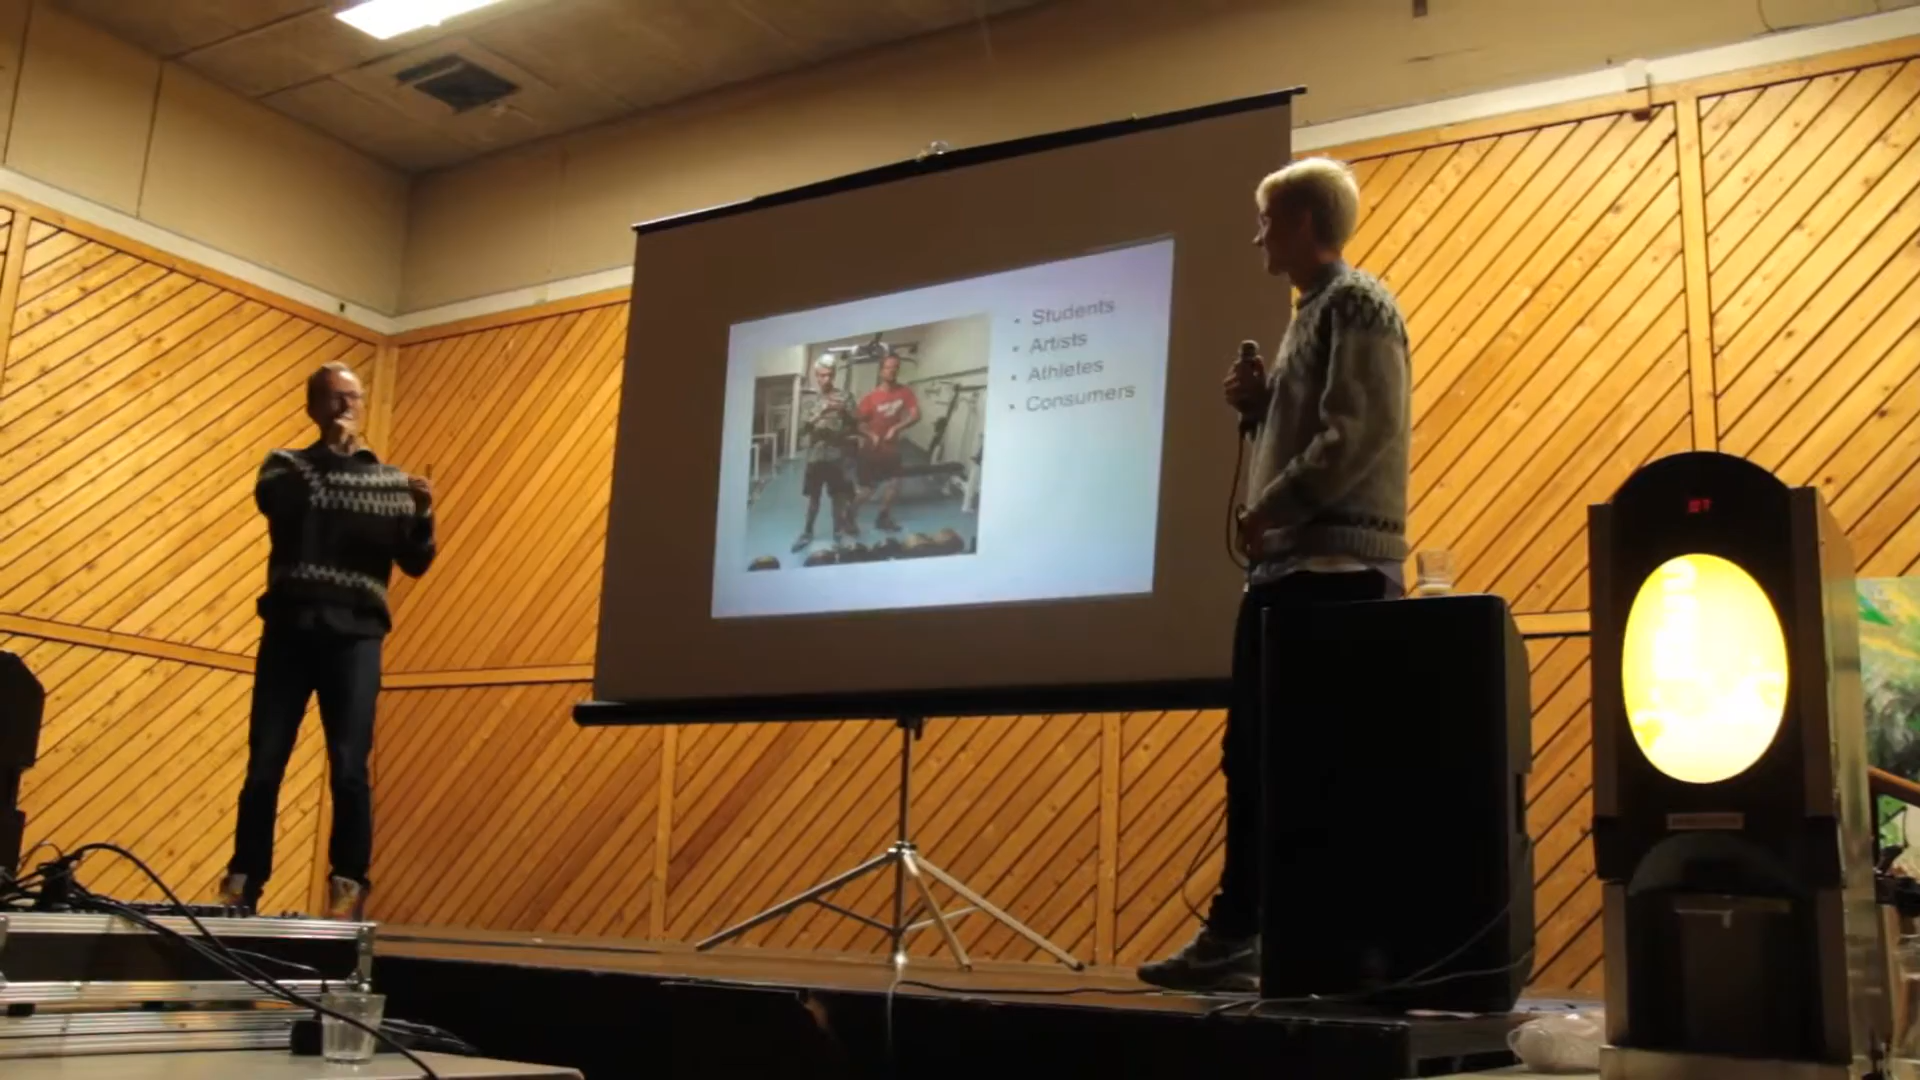 • Students
• Artists
• Athletes
• Consumers